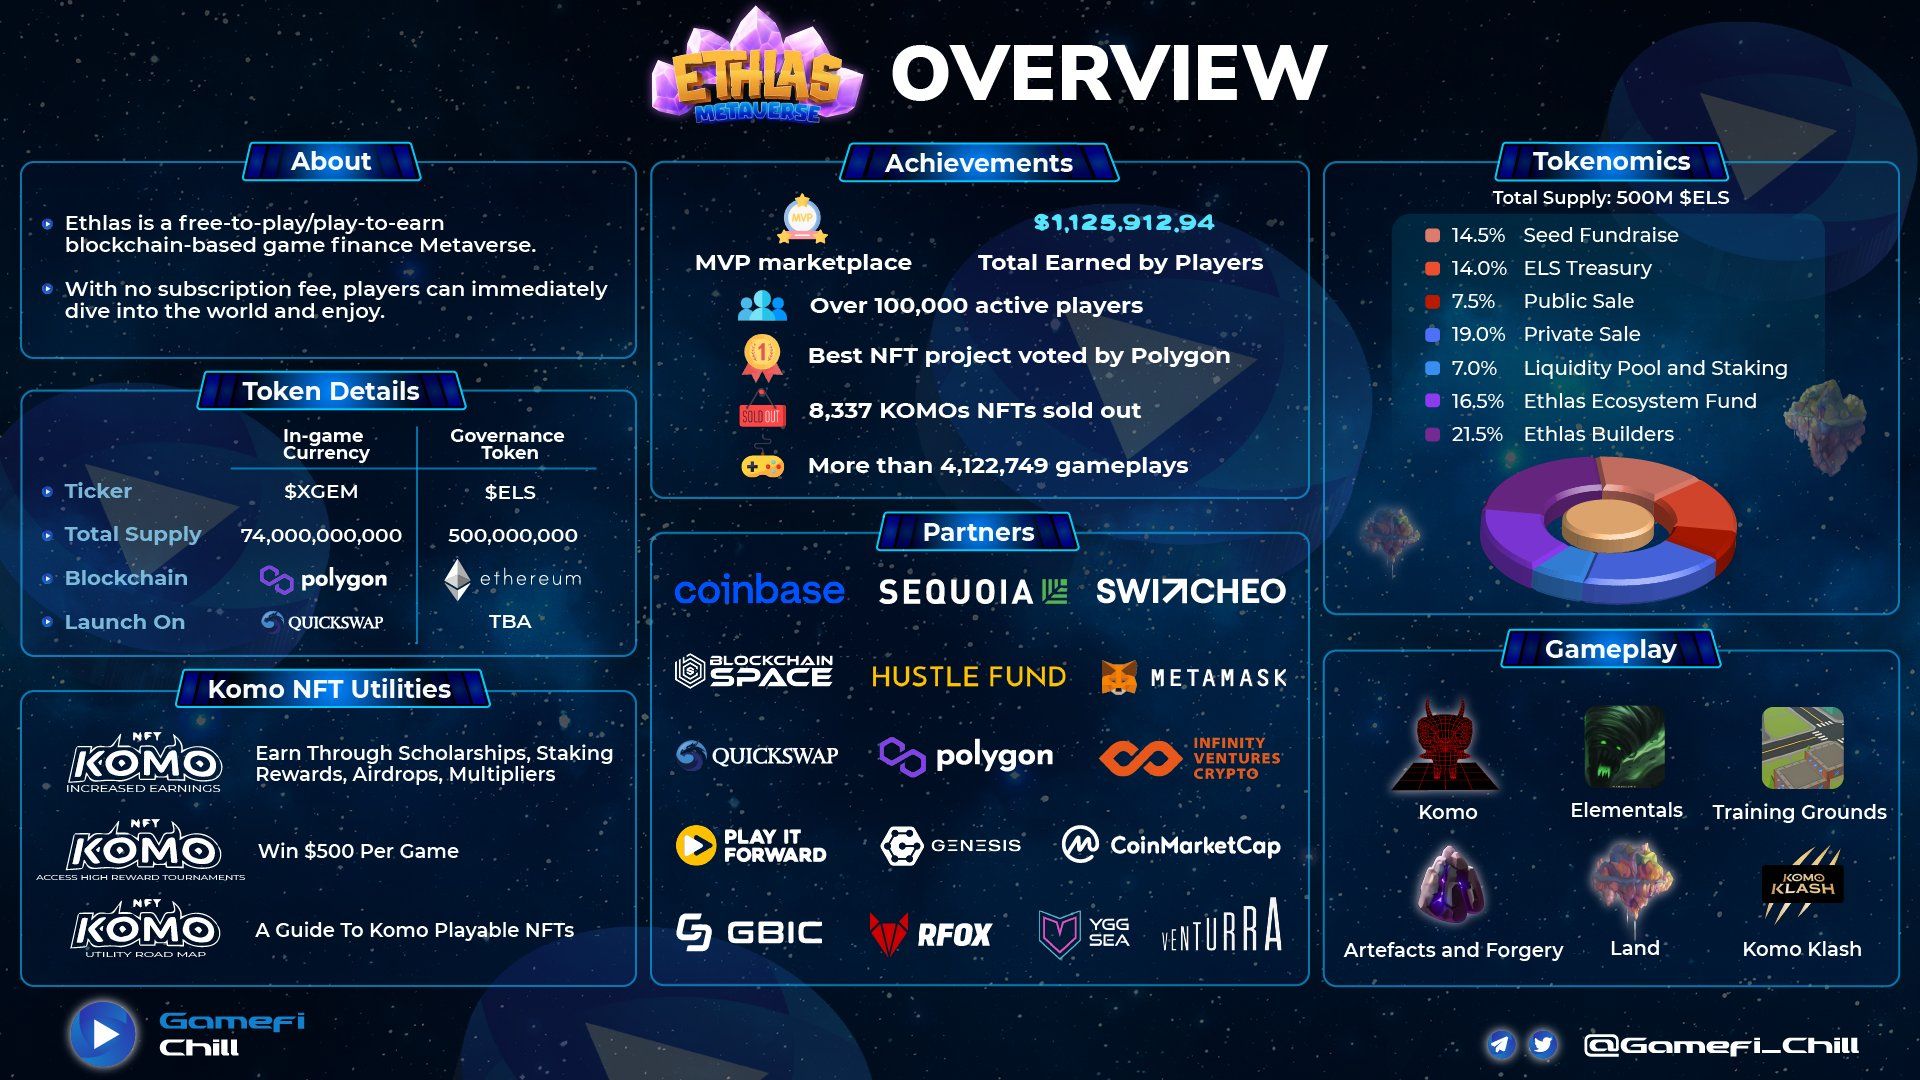 ETHLAS
METAVERSE
OVERVIEW
About
Ethlas is a free-to-play/play-to-earn
blockchain-based game finance Metaverse.
With no subscription fee, players can immediately
dive into the world and enjoy.
Token Details
In-game
Currency
Governance
Token
Ticker
$XGEM
$ELS
Total Supply
74,000,000,000
500,000,000
Blockchain
polygon
ethereum
Launch On
QUICKSWAP
TBA
Komo NFT Utilities
NFT
KOMO
INCREASED EARNINGS
Earn Through Scholarships, Staking
Rewards, Airdrops, Multipliers
NFT
KOMO
ACCESS HIGH REWARD TOURNAMENTS
Win $500 Per Game
NFT
KOMO
UTILITY ROAD MAP
A Guide To Komo Playable NFTs
Achievements
MVP
$1,125,912.94
MVP marketplace
Total Earned by Players
Over 100,000 active players
1
Best NFT project voted by Polygon
SOLD OUT
8,337 KOMOs NFTs sold out
More than 4,122,749 gameplays
Partners
coinbase
SEQUOIA
SWITCHEO
BLOCKCHAIN
SPACE
HUSTLE FUND
METAMASK
QUICKSWAP
polygon
INFINITY
VENTURES
CRYPTO
PLAY IT
FORWARD
GENESIS
CoinMarketCap
GBIC
RFOX
YGG
SEA
VENTURRA
Tokenomics
Total Supply: 500M $ELS
14.5% Seed Fundraise
14.0% ELS Treasury
7.5% Public Sale
19.0% Private Sale
7.0% Liquidity Pool and Staking
16.5% Ethlas Ecosystem Fund
21.5% Ethlas Builders
Gameplay
Komo
Elementals
Training Grounds
KOMO
KLASH
Artefacts and Forgery
Land
Komo Klash
Gamefi
Chill
@Gamefi_Chill